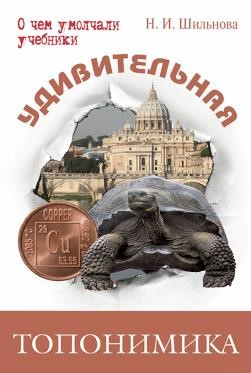 О чем умолчали
учебники
Н. И. Шильнова
УДИВИТЕЛЬНАЯ
COPPER
29
Cu
63.55
ТОПОНИМИКА